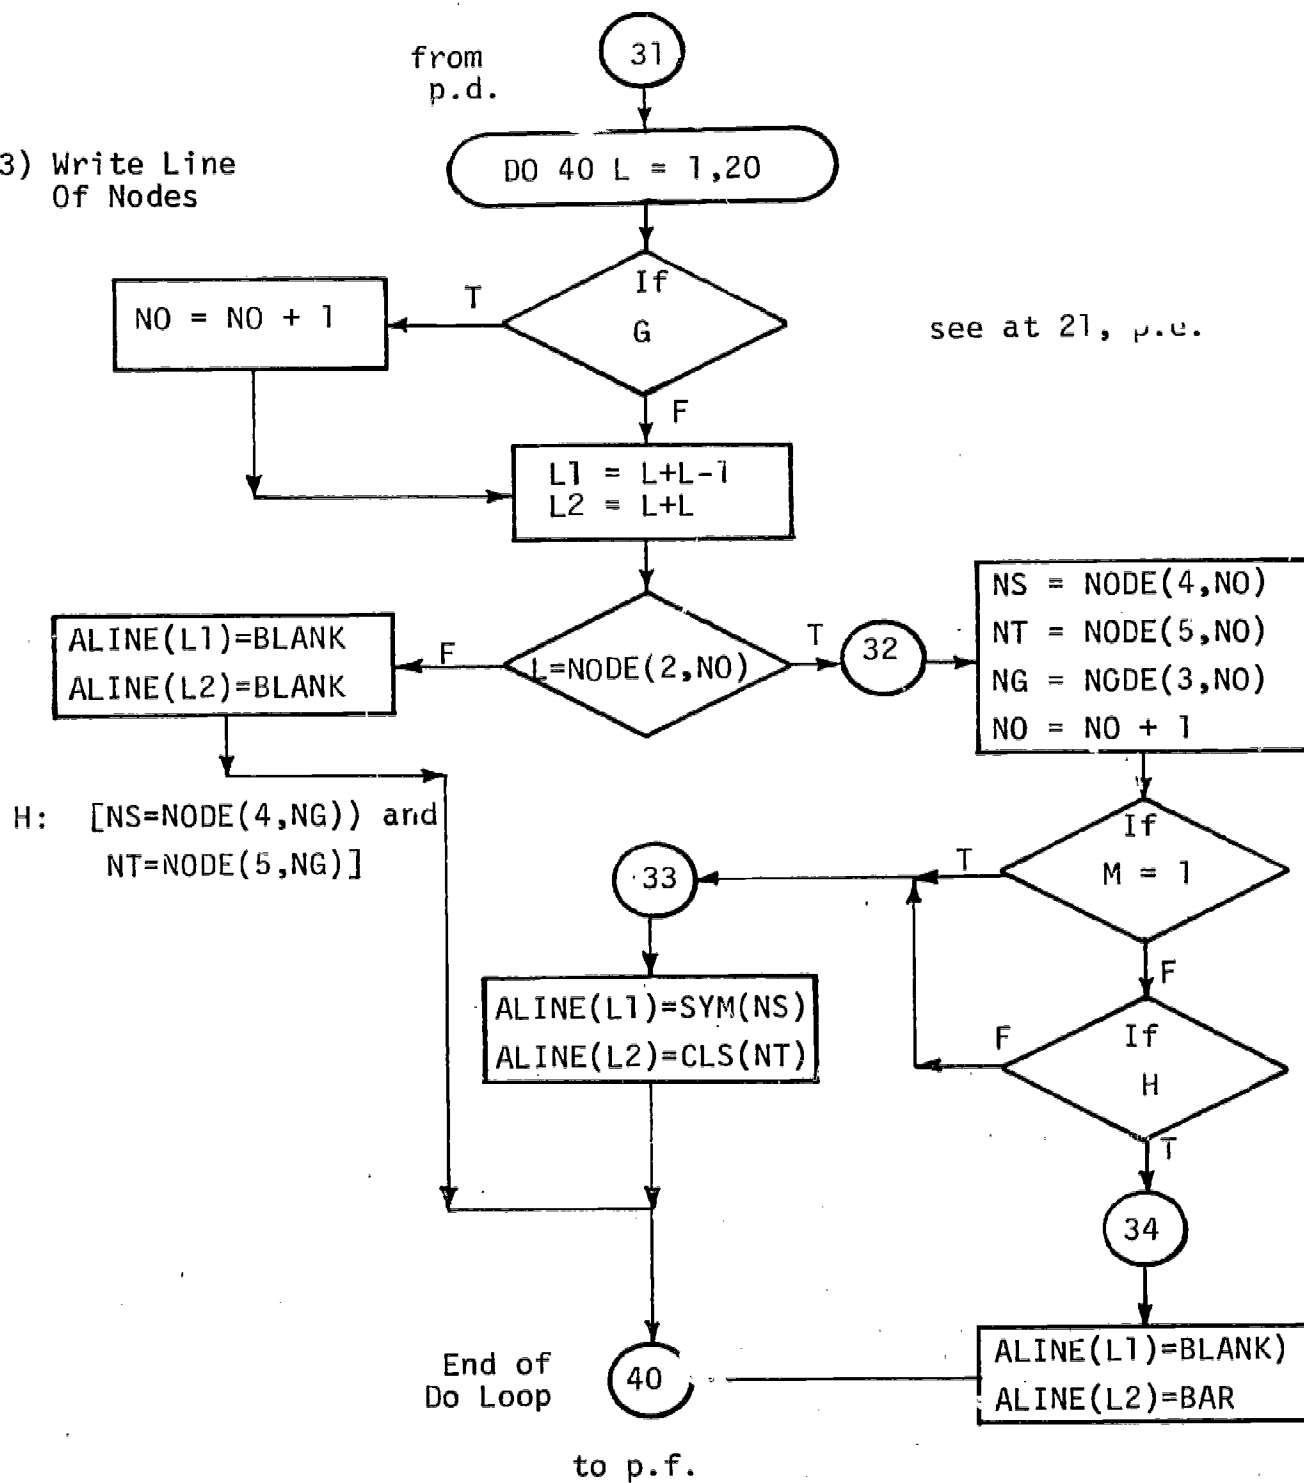 from
p.d.
31
3) Write Line
Of Nodes
DO 40 L = 1,20
If
G
T
NO = NO + 1
see at 21,
F
L1 = L+L-1
L2 = L+L
L=NODE(2,NO)
F
ALINE(L1)=BLANK
ALINE(L2)=BLANK
T
32
NS = NODE(4,NO)
NT = NODE(5,NO)
NG = NODE(3,NO)
NO = NO + 1
H: [NS=NODE(4,NG)) and
NT=NODE(5,NG)]
If
M = 1
T
33
F
ALINE(L1)=SYM(NS)
ALINE(L2)=CLS(NT)
If
H
F
T
34
ALINE(L1)=BLANK)
ALINE(L2)=BAR
End of
Do Loop
40
to p.f.